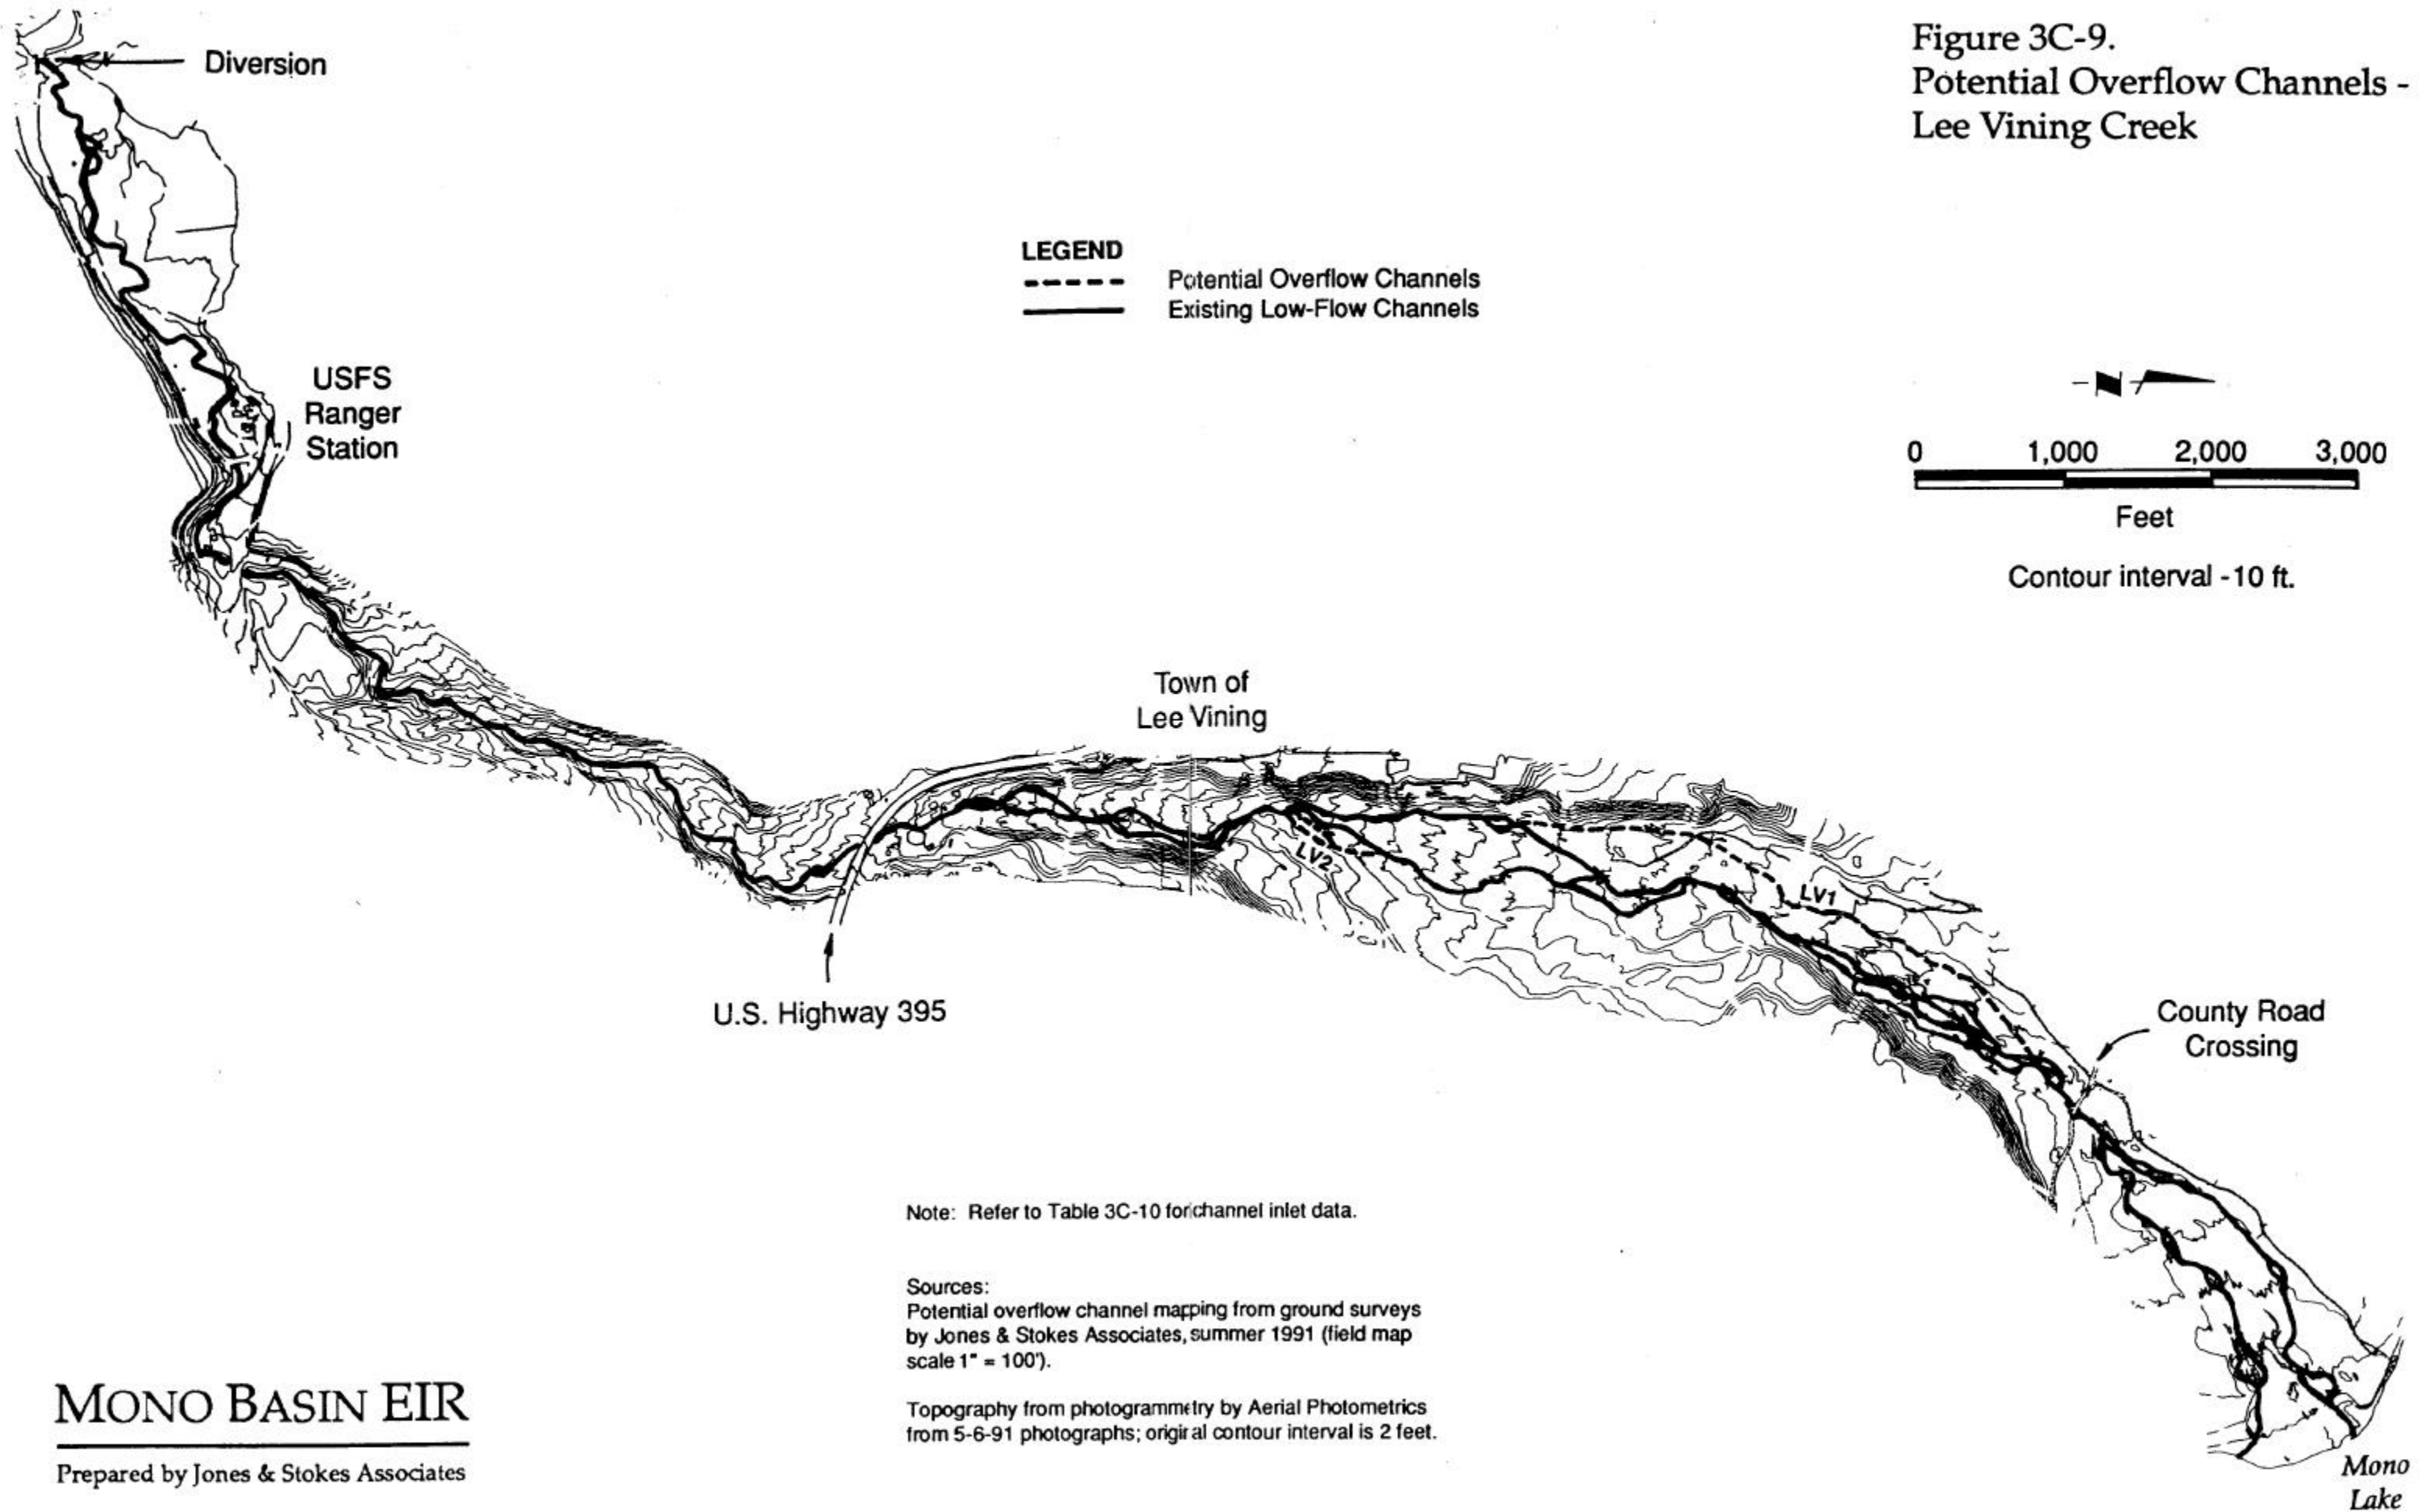 Figure 3C-9.
Potential Overflow Channels -
Lee Vining Creek
Diversion
LEGEND
Potential Overflow Channels
Existing Low-Flow Channels
USFS
Ranger
Station
N
0 1,000 2,000 3,000
Feet
Contour interval - 10 ft.
Town of
Lee Vining
LV2
LV1
U.S. Highway 395
County Road
Crossing
Note: Refer to Table 3C-10 for channel inlet data.
Sources:
Potential overflow channel mapping from ground surveys
by Jones & Stokes Associates, summer 1991 (field map
scale 1" = 100').
Topography from photogrammetry by Aerial Photometrics
from 5-6-91 photographs; original contour interval is 2 feet.
MONO BASIN EIR
Prepared by Jones & Stokes Associates
Mono
Lake